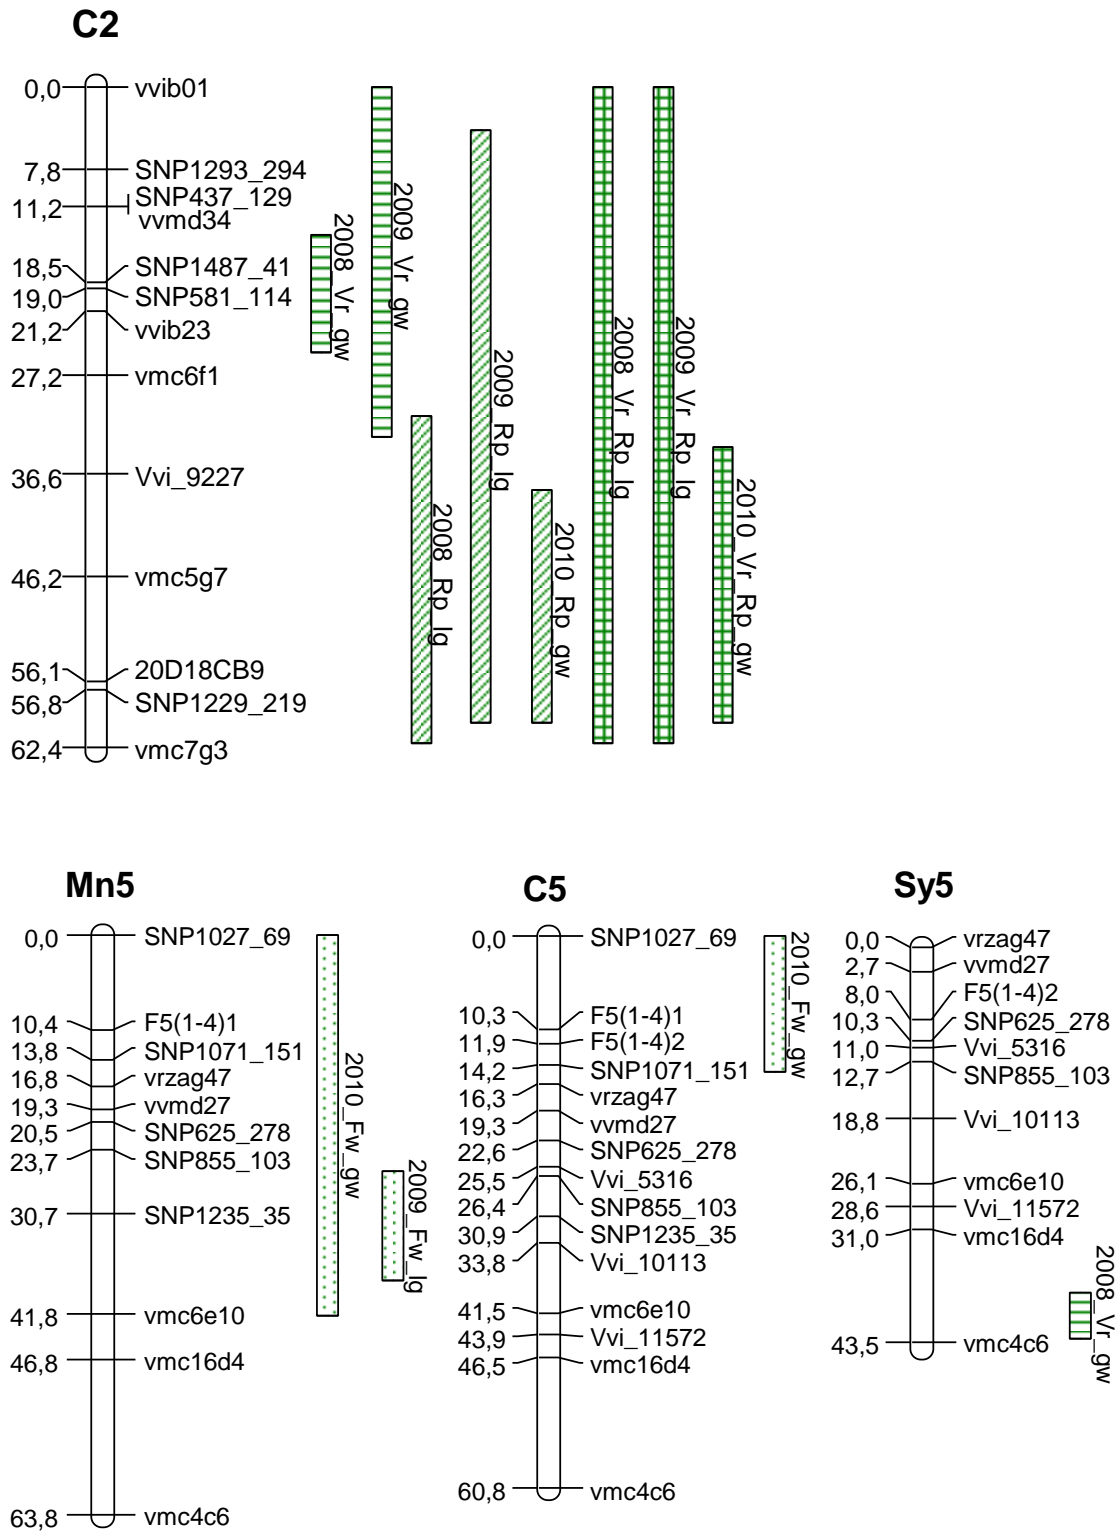 C2
0,0 vvib01
7,8 SNP1293_294
11,2 SNP437_129
vvmd34
18,5 SNP1487_41
19,0 SNP581_114
21,2 vvib23
27,2 vmc6f1
36,6 Vvi_9227
46,2 vmc5g7
56,1 20D18CB9
56,8 SNP1229_219
62,4 vmc7g3
2008_Vr_gw
2009_Vr_gw
2008_Rp_lg
2009_Rp_lg
2010_Rp_gw
2008_Vr_Rp_lg
2009_Vr_Rp_lg
2010_Vr_Rp_gw
Mn5
0,0 SNP1027_69
10,4 F5(1-4)1
13,8 SNP1071_151
16,8 vrzag47
19,3 vvmd27
20,5 SNP625_278
23,7 SNP855_103
30,7 SNP1235_35
41,8 vmc6e10
46,8 vmc16d4
63,8 vmc4c6
2010_Fw_gw
2009_Fw_lg
C5
0,0 SNP1027_69
10,3 F5(1-4)1
11,9 F5(1-4)2
14,2 SNP1071_151
16,3 vrzag47
19,3 vvmd27
22,6 SNP625_278
25,5 Vvi_5316
26,4 SNP855_103
30,9 SNP1235_35
33,8 Vvi_10113
41,5 vmc6e10
43,9 Vvi_11572
46,5 vmc16d4
60,8 vmc4c6
2010_Fw_gw
Sy5
0,0 vrzag47
2,7 vvmd27
8,0 F5(1-4)2
10,3 SNP625_278
11,0 Vvi_5316
12,7 SNP855_103
18,8 Vvi_10113
26,1 vmc6e10
28,6 Vvi_11572
31,0 vmc16d4
43,5 vmc4c6
2008_Vr_gw